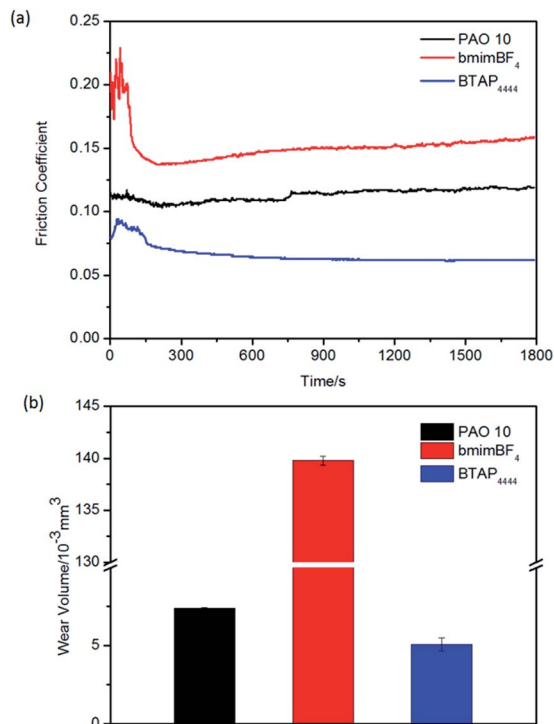 (a)
PAO 10
bmimBF₄
BTAP₄₄₄₄
0.25
0.20
0.15
0.10
0.05
0.00
Friction Coefficient
0 300 600 900 1200 1500 1800
Time/s
(b)
PAO 10
bmimBF₄
BTAP₄₄₄₄
145
140
135
130
5
0
Wear Volume/10⁻³mm³